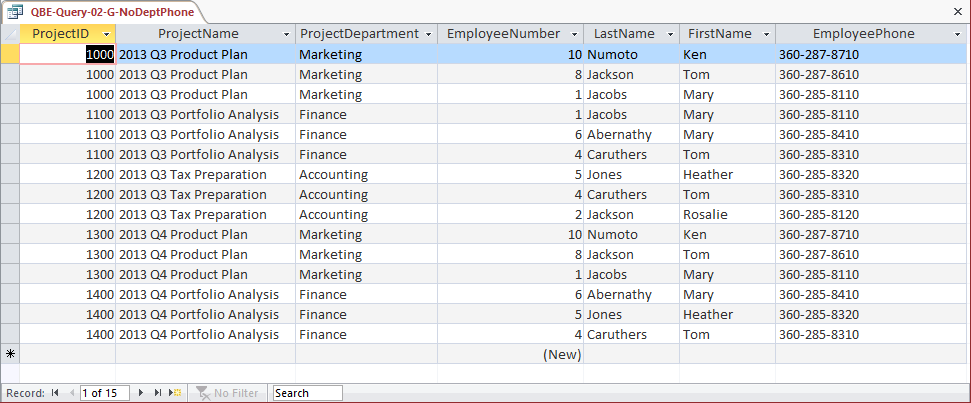 QBE-Query-02-G-NoDeptPhone
ProjectID ProjectName ProjectDepartment EmployeeNumber LastName FirstName EmployeePhone
1000 2013 Q3 Product Plan Marketing 10 Numoto Ken 360-287-8710
1000 2013 Q3 Product Plan Marketing 8 Jackson Tom 360-287-8610
1000 2013 Q3 Product Plan Marketing 1 Jacobs Mary 360-285-8110
1100 2013 Q3 Portfolio Analysis Finance 1 Jacobs Mary 360-285-8110
1100 2013 Q3 Portfolio Analysis Finance 6 Abernathy Mary 360-285-8410
1100 2013 Q3 Portfolio Analysis Finance 4 Caruthers Tom 360-285-8310
1200 2013 Q3 Tax Preparation Accounting 5 Jones Heather 360-285-8320
1200 2013 Q3 Tax Preparation Accounting 4 Caruthers Tom 360-285-8310
1200 2013 Q3 Tax Preparation Accounting 2 Jackson Rosalie 360-285-8120
1300 2013 Q4 Product Plan Marketing 10 Numoto Ken 360-287-8710
1300 2013 Q4 Product Plan Marketing 8 Jackson Tom 360-287-8610
1300 2013 Q4 Product Plan Marketing 1 Jacobs Mary 360-285-8110
1400 2013 Q4 Portfolio Analysis Finance 6 Abernathy Mary 360-285-8410
1400 2013 Q4 Portfolio Analysis Finance 5 Jones Heather 360-285-8320
1400 2013 Q4 Portfolio Analysis Finance 4 Caruthers Tom 360-285-8310
(New)
Record: 1 of 15 No Filter Search